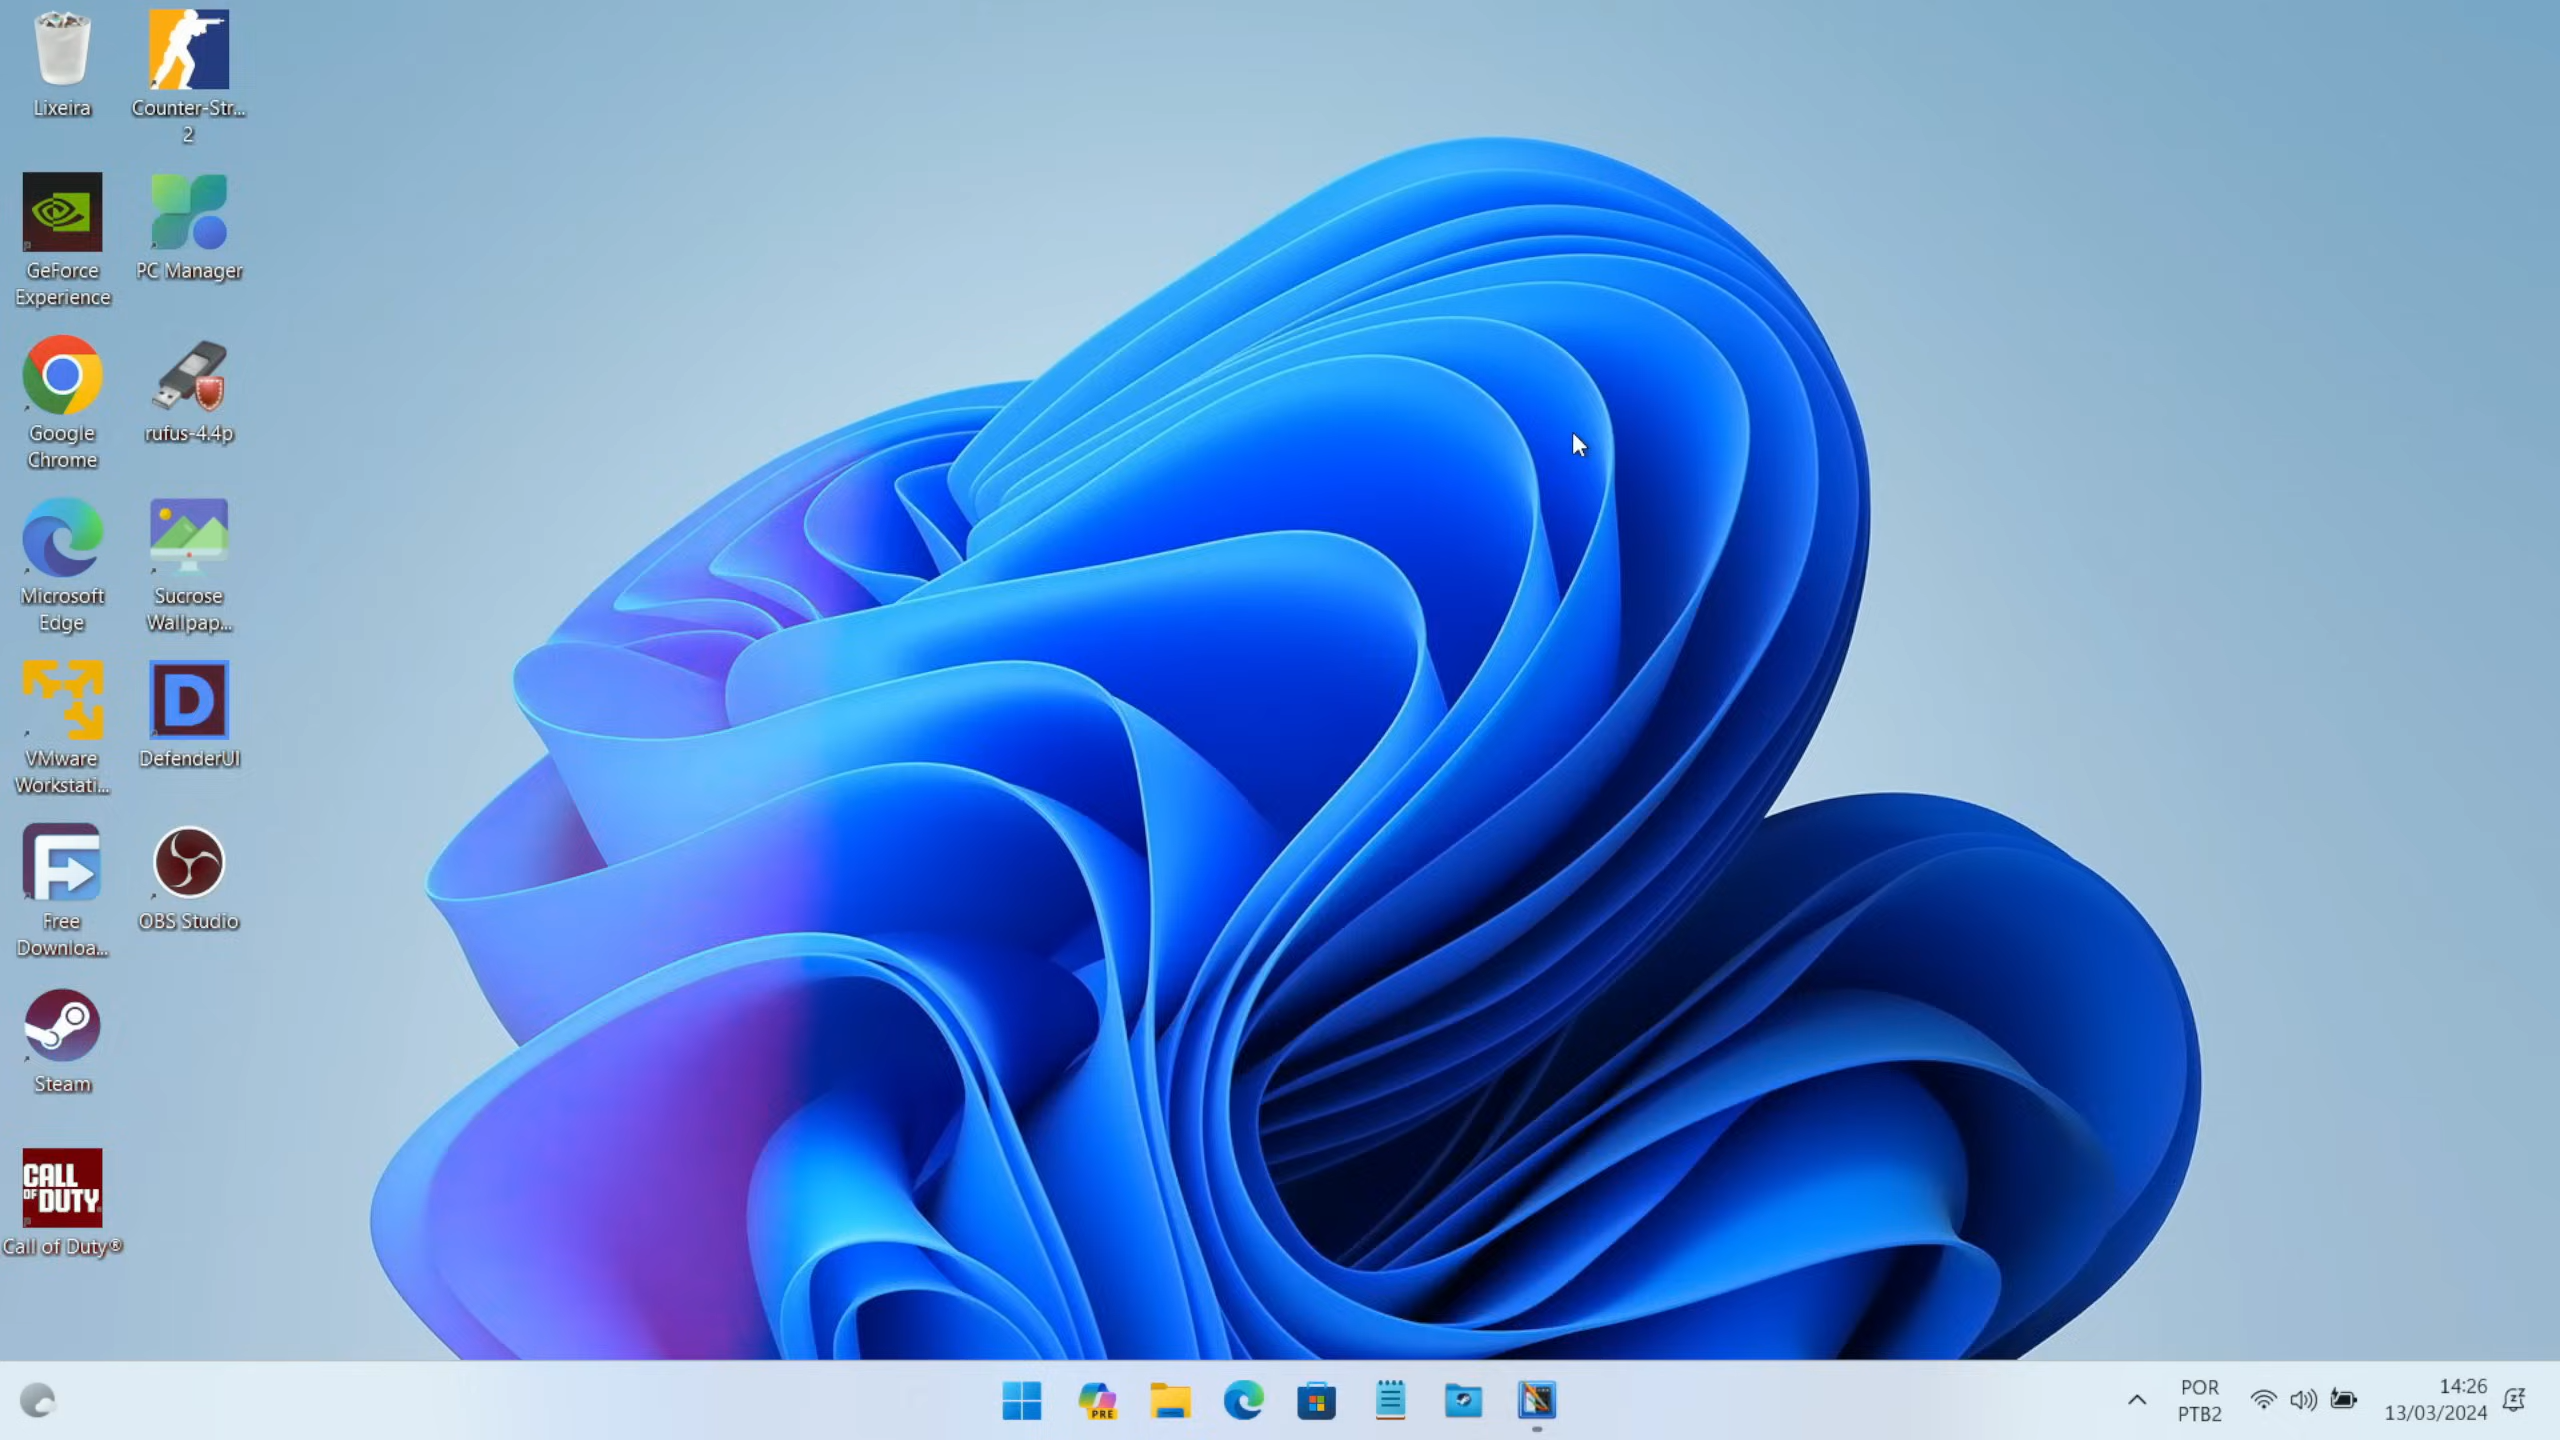 Lixeira
Counter-Str...
2
GeForce
Experience
PC Manager
Google
Chrome
rufus-4.4p
Microsoft
Edge
Sucrose
Wallpap...
VMware
Workstati...
DefenderUI
Free
Downloa...
OBS Studio
Steam
CALL
OF DUTY
Call of Duty®
PRE
POR
PTB2
14:26
13/03/2024